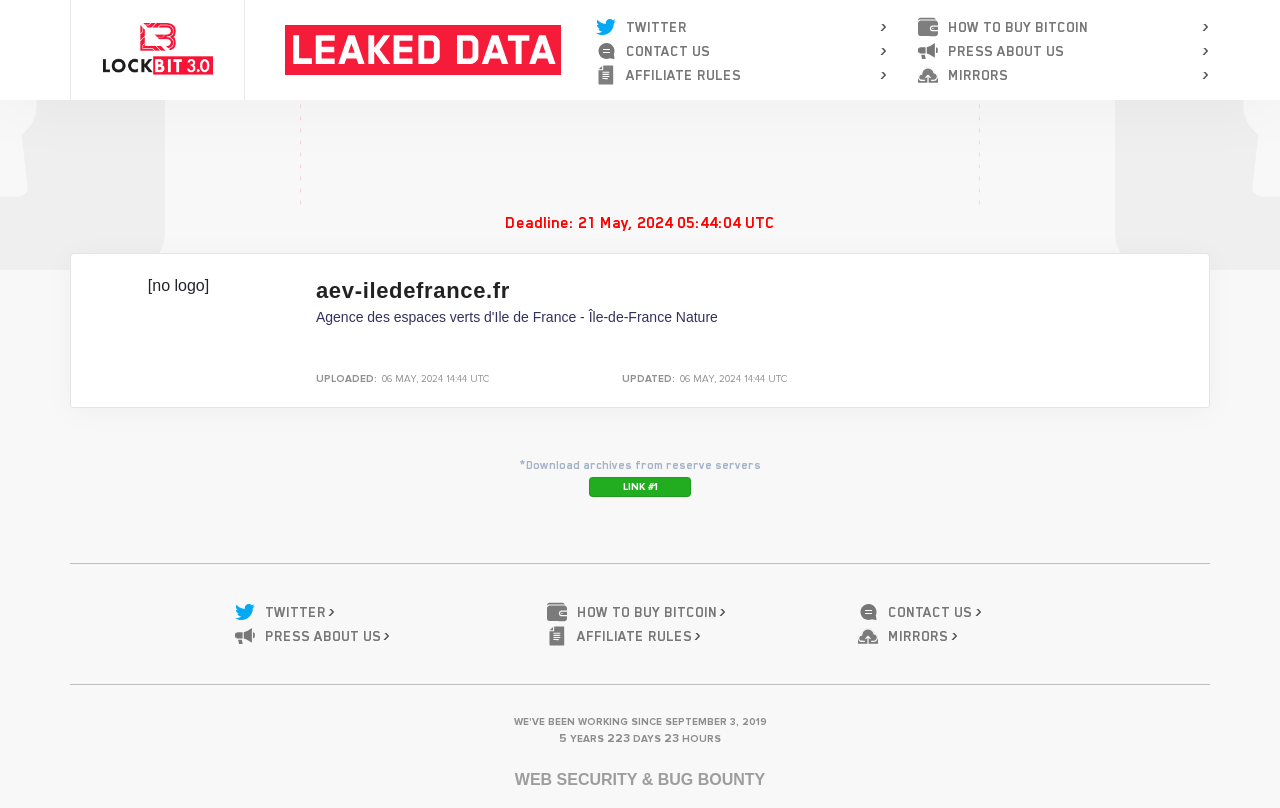 LOCKBIT 3.0
LEAKED DATA
TWITTER
CONTACT US
AFFILIATE RULES
HOW TO BUY BITCOIN
PRESS ABOUT US
MIRRORS
Deadline: 21 May, 2024 05:44:04 UTC
[no logo]
aev-iledefrance.fr
Agence des espaces verts d'Ile de France - Île-de-France Nature
UPLOADED: 06 MAY, 2024 14:44 UTC
UPDATED: 06 MAY, 2024 14:44 UTC
*Download archives from reserve servers
LINK #1
TWITTER
PRESS ABOUT US
HOW TO BUY BITCOIN
AFFILIATE RULES
CONTACT US
MIRRORS
WE'VE BEEN WORKING SINCE SEPTEMBER 3, 2019
5 YEARS 223 DAYS 23 HOURS
WEB SECURITY & BUG BOUNTY